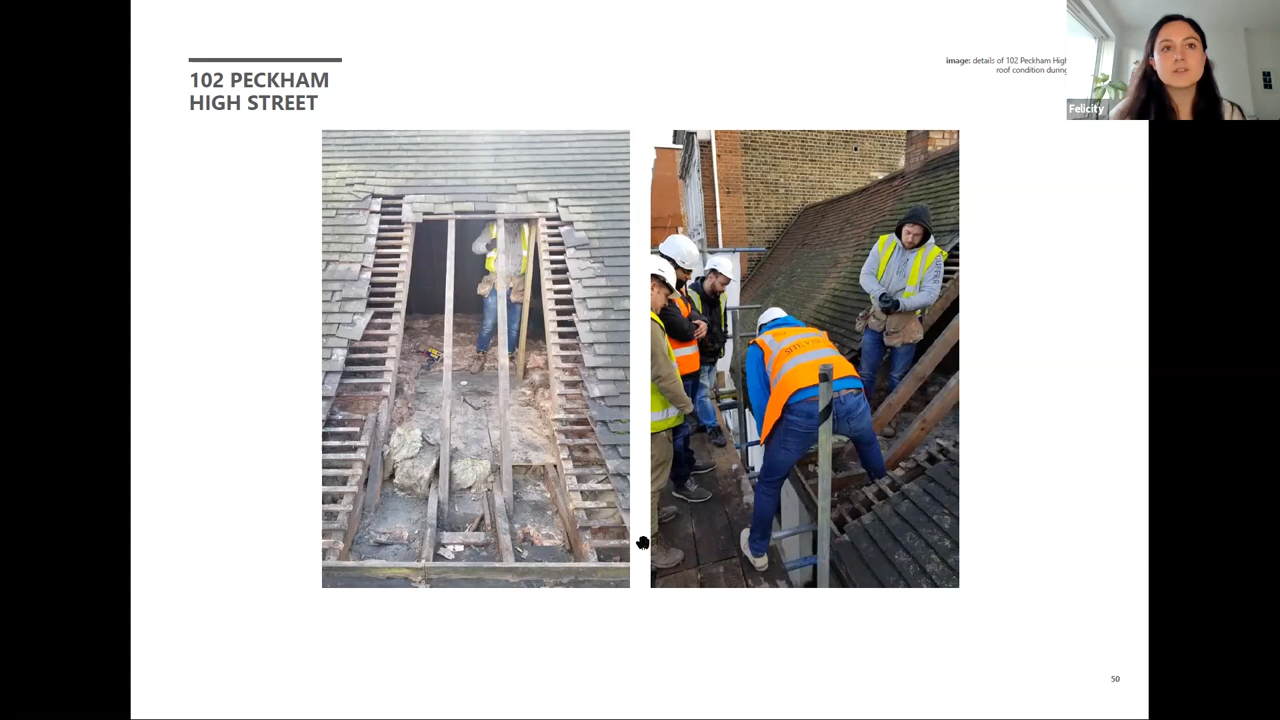 102 PECKHAM
HIGH STREET
image: details of 102 Peckham High
roof condition during
Felicity
50